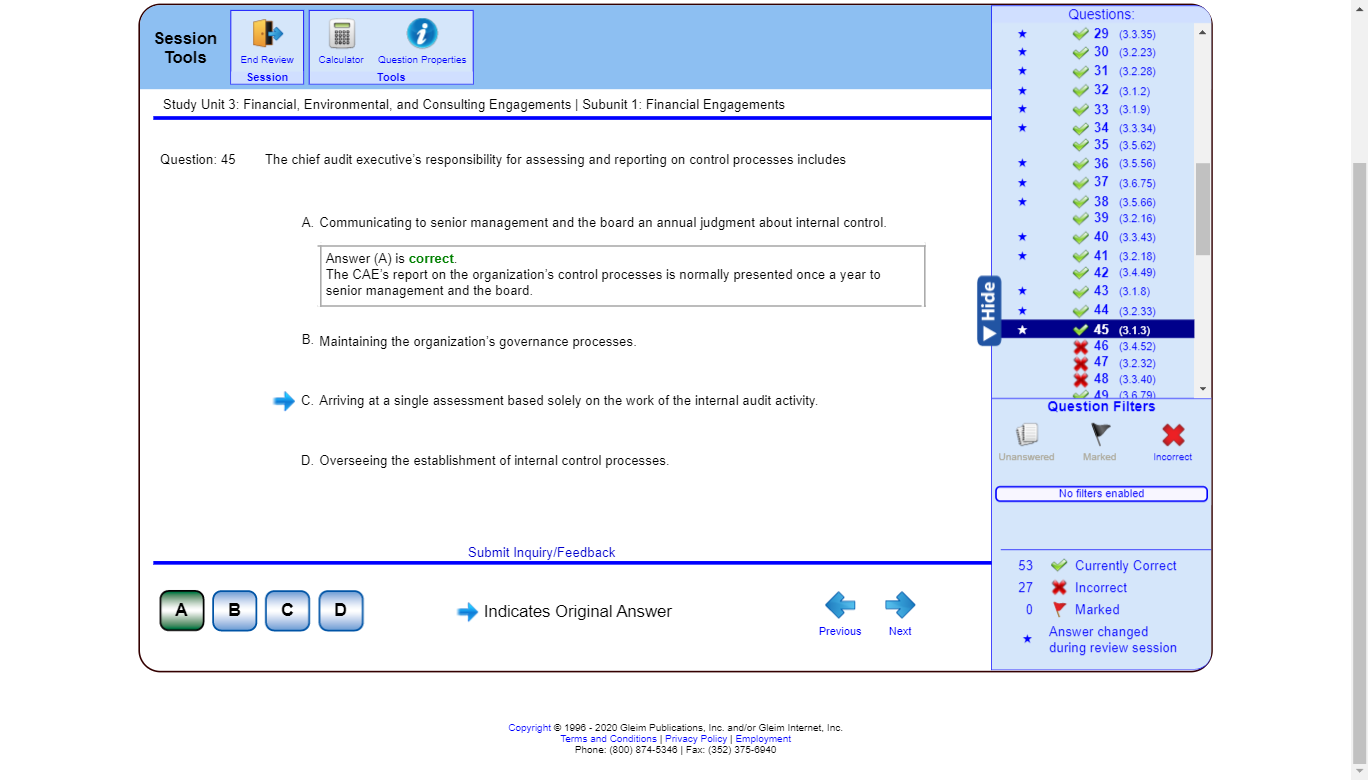 Session
Tools
End Review
Session
Calculator
Question Properties
Tools
Study Unit 3: Financial, Environmental, and Consulting Engagements | Subunit 1: Financial Engagements
Question: 45 The chief audit executive's responsibility for assessing and reporting on control processes includes
A. Communicating to senior management and the board an annual judgment about internal control.
Answer (A) is correct.
The CAE's report on the organization's control processes is normally presented once a year to
senior management and the board.
B. Maintaining the organization's governance processes.
C. Arriving at a single assessment based solely on the work of the internal audit activity.
D. Overseeing the establishment of internal control processes.
Submit Inquiry/Feedback
A B C D
Indicates Original Answer
Previous
Next
Hide
Questions:
29 (3.3.35)
30 (3.2.23)
31 (3.2.28)
32 (3.1.2)
33 (3.1.9)
34 (3.3.34)
35 (3.5.62)
36 (3.5.56)
37 (3.6.75)
38 (3.5.66)
39 (3.2.16)
40 (3.3.43)
41 (3.2.18)
42 (3.4.49)
43 (3.1.8)
44 (3.2.33)
45 (3.1.3)
46 (3.4.52)
47 (3.2.32)
48 (3.3.40)
49 (3.6.79)
Question Filters
Unanswered
Marked
Incorrect
No filters enabled
53 Currently Correct
27 Incorrect
0 Marked
Answer changed
during review session
Copyright © 1996 - 2020 Gleim Publications, Inc. and/or Gleim Internet, Inc.
Terms and Conditions | Privacy Policy | Employment
Phone: (800) 874-5346 | Fax: (352) 375-6940